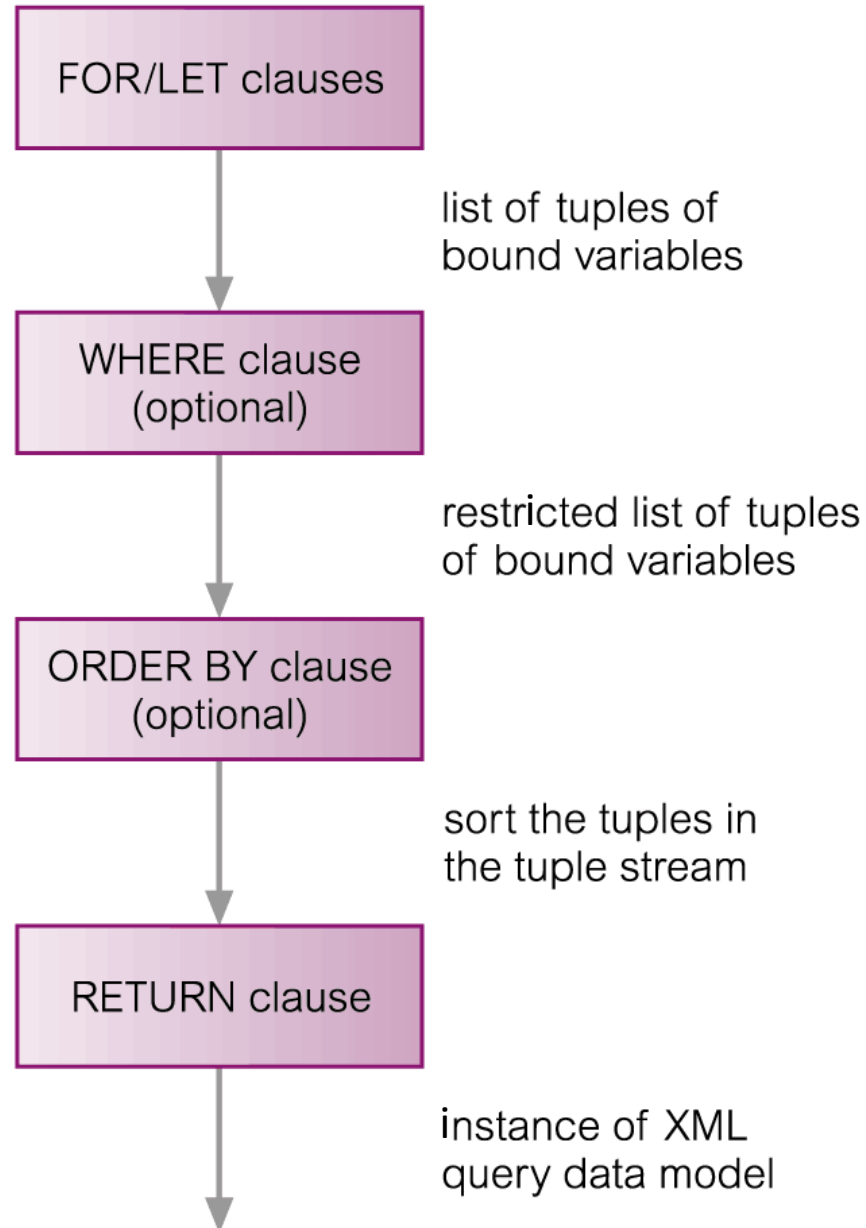 FOR/LET clauses
list of tuples of
bound variables
WHERE clause
(optional)
restricted list of tuples
of bound variables
ORDER BY clause
(optional)
sort the tuples in
the tuple stream
RETURN clause
instance of XML
query data model